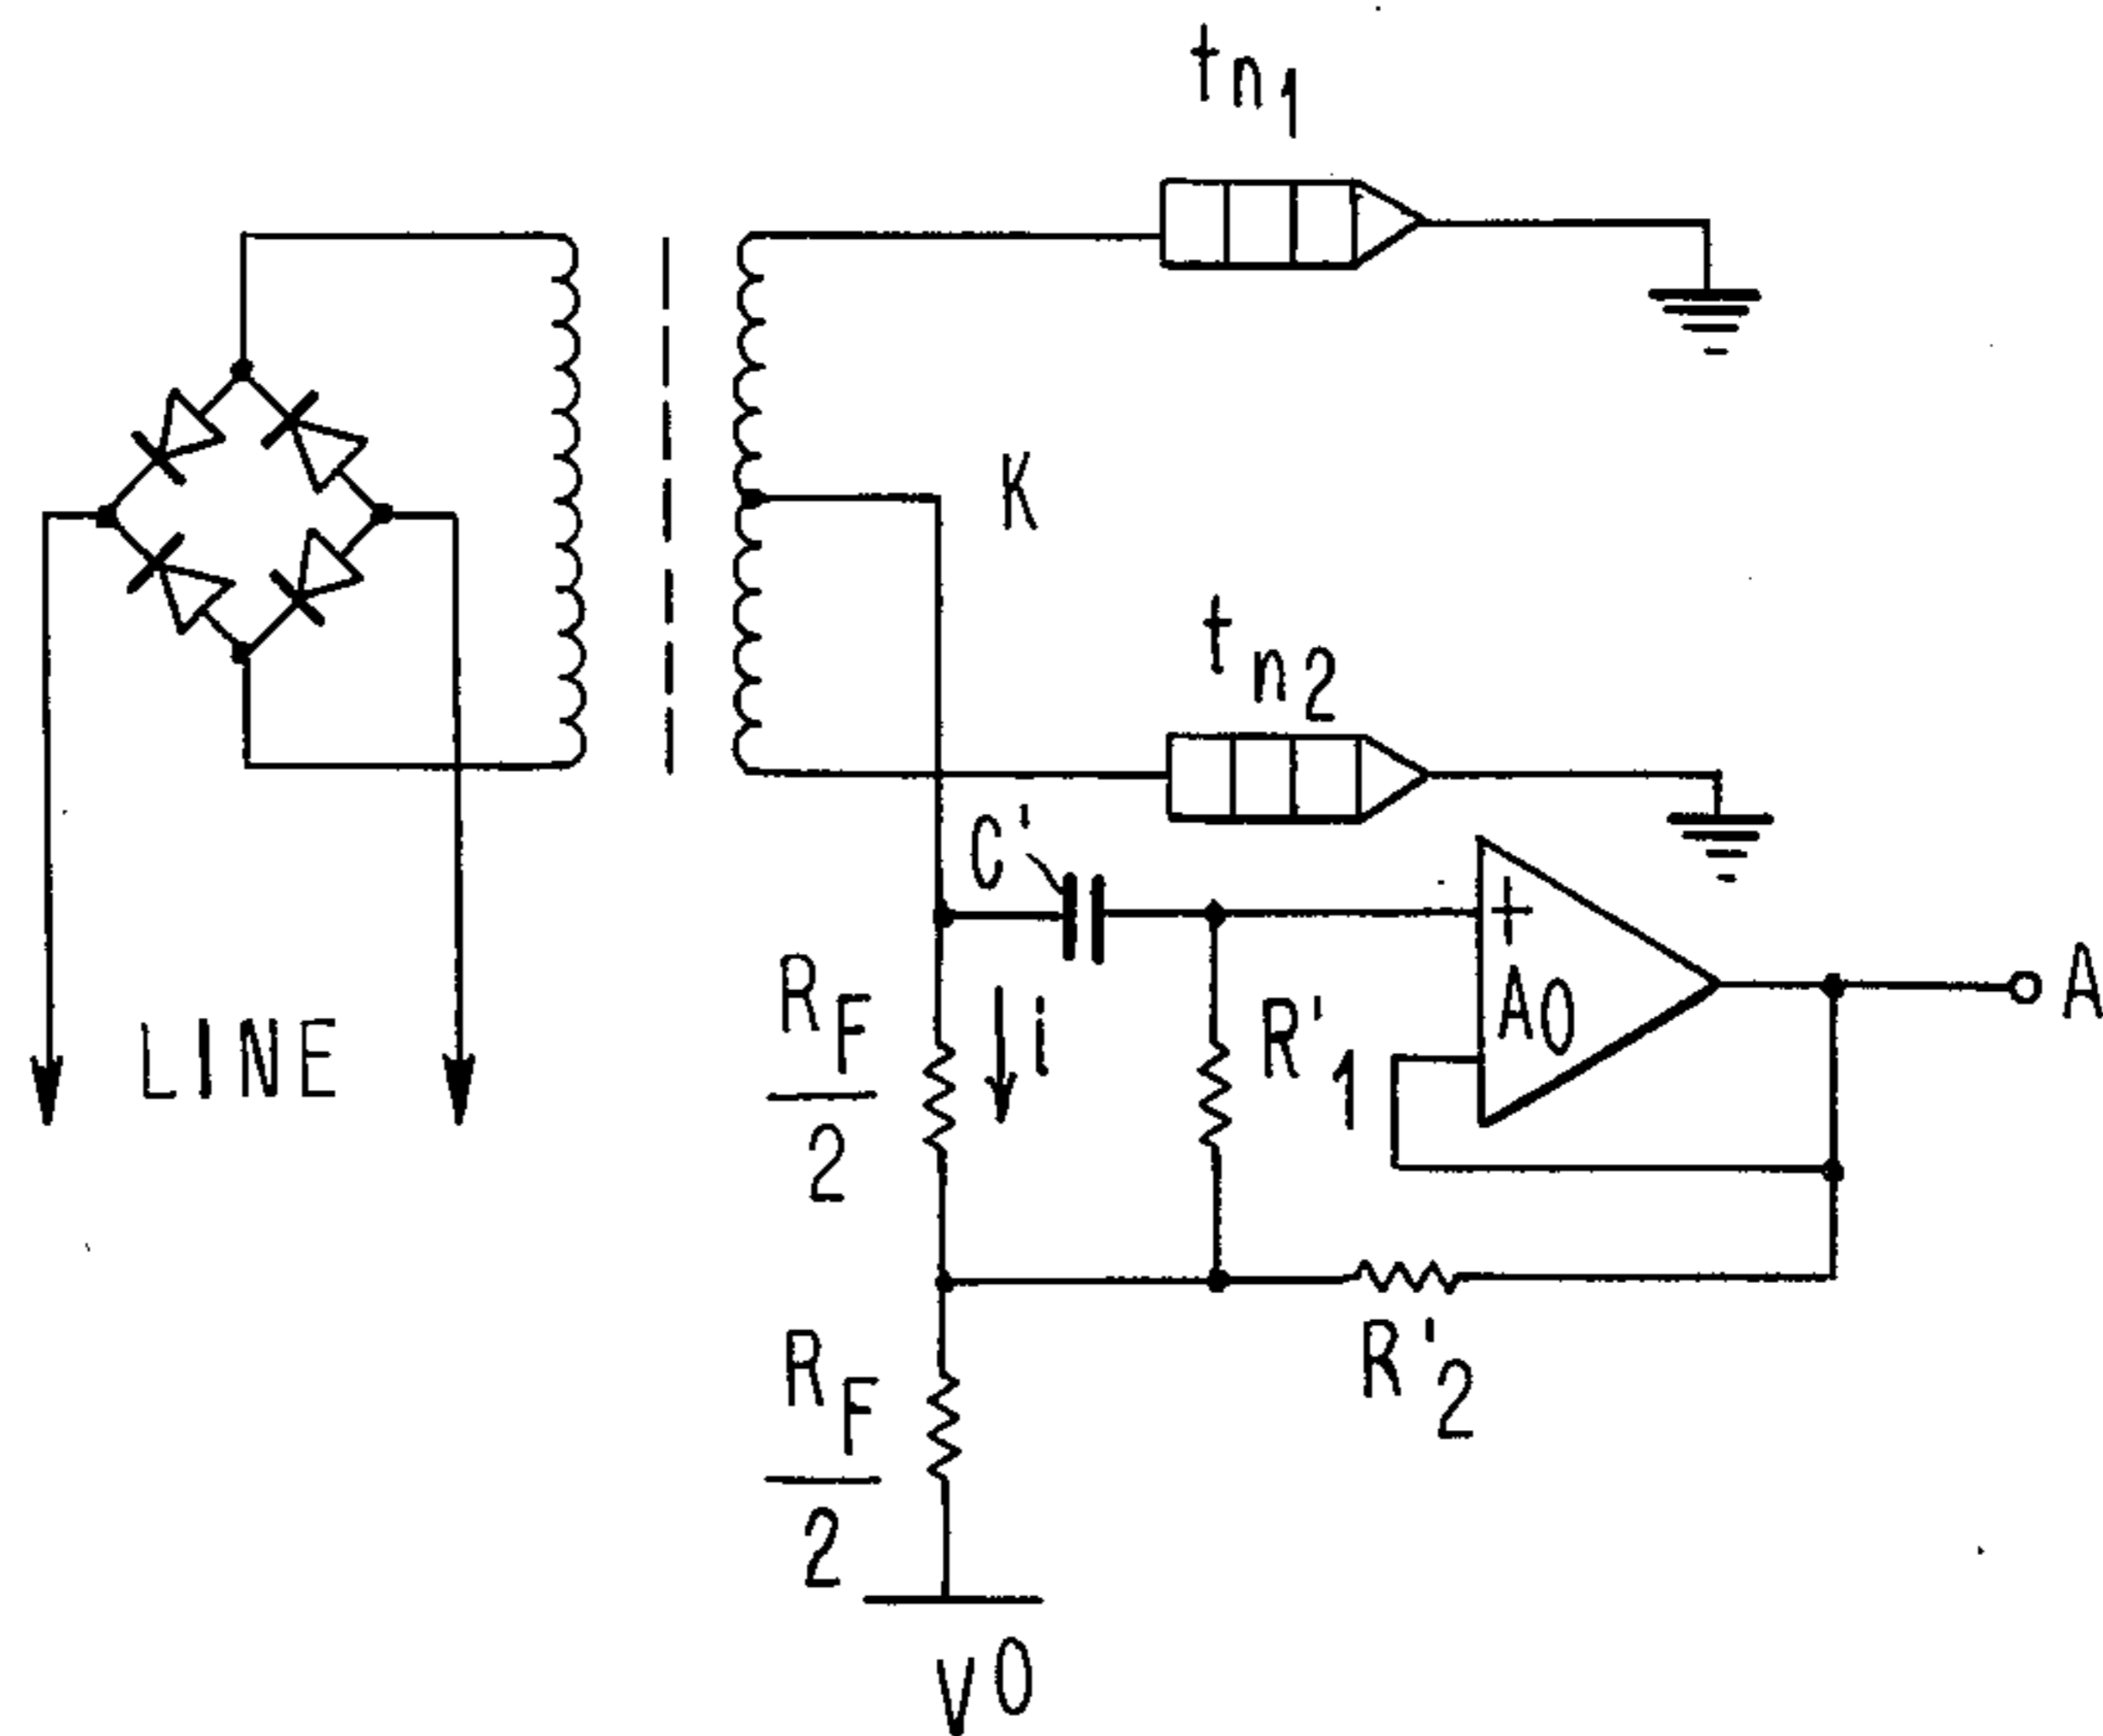 tn1
K
tn2
C'
+
A0
A
RF/2
i
R'1
LINE
R'2
RF/2
V0